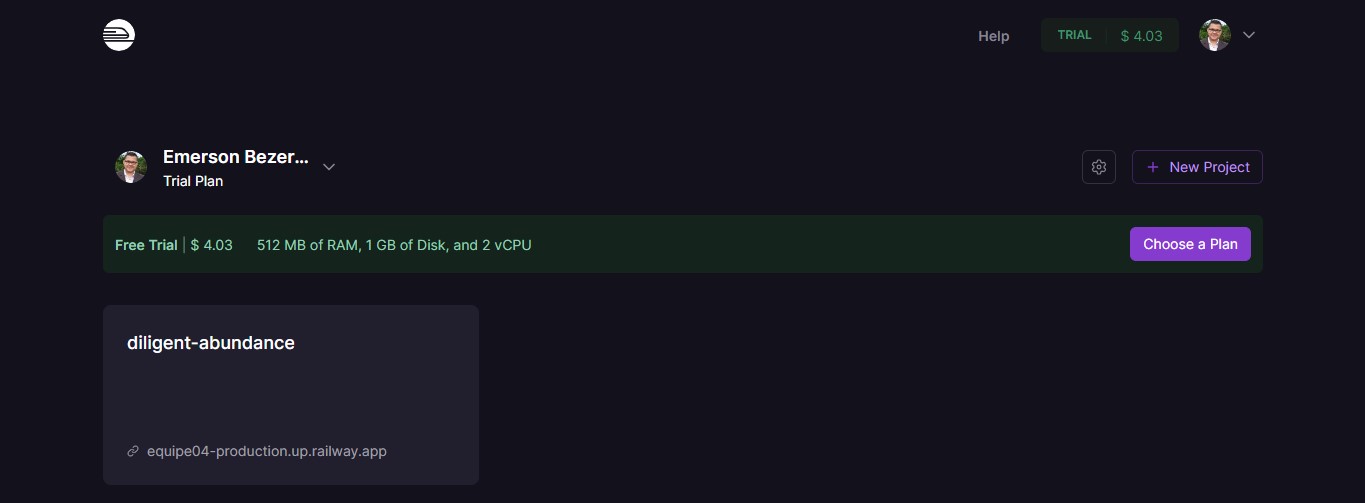 Help
TRIAL $ 4.03
Emerson Bezer...
Trial Plan
New Project
Free Trial | $ 4.03 512 MB of RAM, 1 GB of Disk, and 2 vCPU
Choose a Plan
diligent-abundance
equipe04-production.up.railway.app